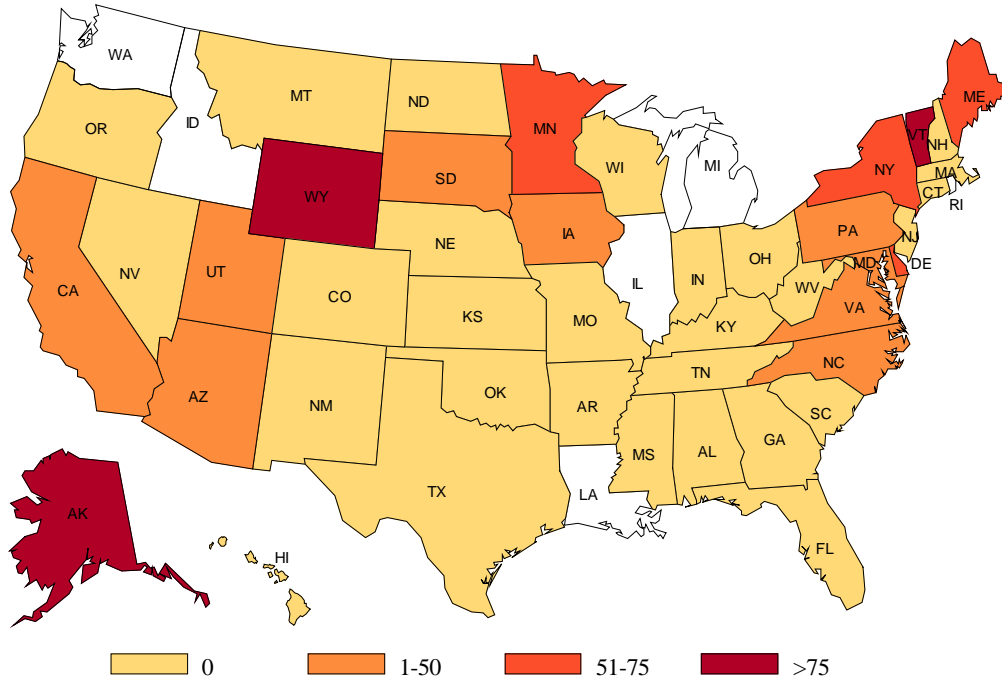 WA
ME
MT
ND
VT
ID
OR
MN
NH
WI
MI
NY
MA
SD
CT
WY
RI
IA
PA
NE
NJ
NV
UT
OH
DE
MD
CA
IL
IN
CO
WV
VA
KS
MO
KY
NC
TN
AZ
OK
NM
AR
SC
GA
MS
AL
TX
LA
AK
FL
HI
0
1-50
51-75
>75